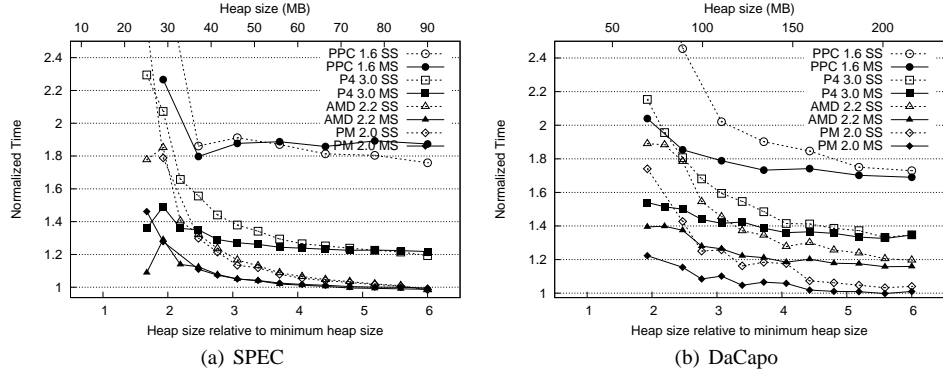 Heap size (MB)
10 20 30 40 50 60 70 80 90
Normalized Time
2.4
2.2
2
1.8
1.6
1.4
1.2
1
PPC 1.6 SS
PPC 1.6 MS
P4 3.0 SS
P4 3.0 MS
AMD 2.2 SS
AMD 2.2 MS
PM 2.0 SS
PM 2.0 MS
1 2 3 4 5 6
Heap size relative to minimum heap size
(a) SPEC
Heap size (MB)
50 100 150 200
Normalized Time
2.4
2.2
2
1.8
1.6
1.4
1.2
1
PPC 1.6 SS
PPC 1.6 MS
P4 3.0 SS
P4 3.0 MS
AMD 2.2 SS
AMD 2.2 MS
PM 2.0 SS
PM 2.0 MS
1 2 3 4 5 6
Heap size relative to minimum heap size
(b) DaCapo